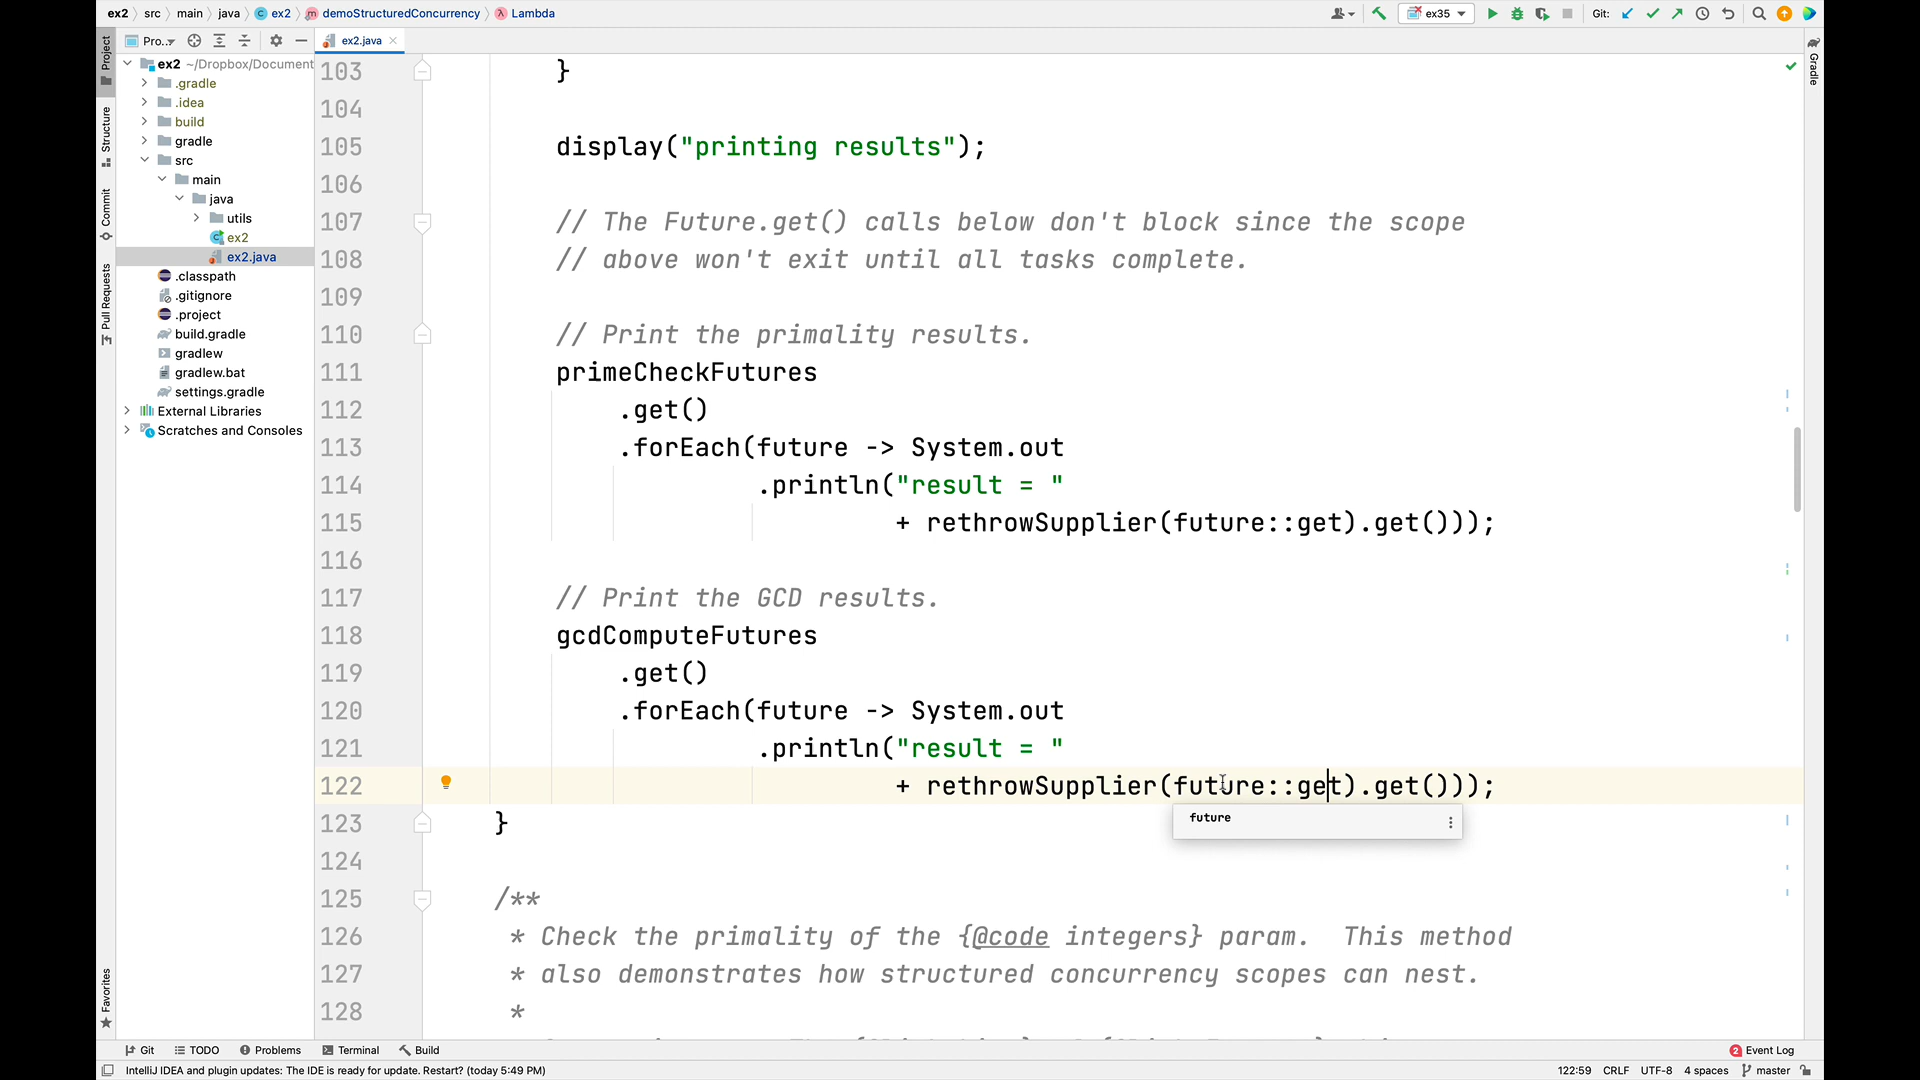 ex2 src main java ex2 demoStructuredConcurrency Lambda
ex35
Git:
Pro...
ex2.java
Project
Structure
Commit
Pull Requests
Favorites
Gradle
ex2 ~/Dropbox/Document
.gradle
.idea
build
gradle
src
main
java
utils
ex2
ex2.java
.classpath
.gitignore
.project
build.gradle
gradlew
gradlew.bat
settings.gradle
External Libraries
Scratches and Consoles
103 }
104
105 display("printing results");
106
107 // The Future.get() calls below don't block since the scope
108 // above won't exit until all tasks complete.
109
110 // Print the primality results.
111 primeCheckFutures
112 .get()
113 .forEach(future -> System.out
114 .println("result = "
115 + rethrowSupplier(future::get).get()));
116
117 // Print the GCD results.
118 gcdComputeFutures
119 .get()
120 .forEach(future -> System.out
121 .println("result = "
122 + rethrowSupplier(future::get).get()));
future
123 }
124
125 /**
126 * Check the primality of the {@code integers} param. This method
127 * also demonstrates how structured concurrency scopes can nest.
128 *
Git TODO Problems Terminal Build
2 Event Log
IntelliJ IDEA and plugin updates: The IDE is ready for update. Restart? (today 5:49 PM)
122:59 CRLF UTF-8 4 spaces master